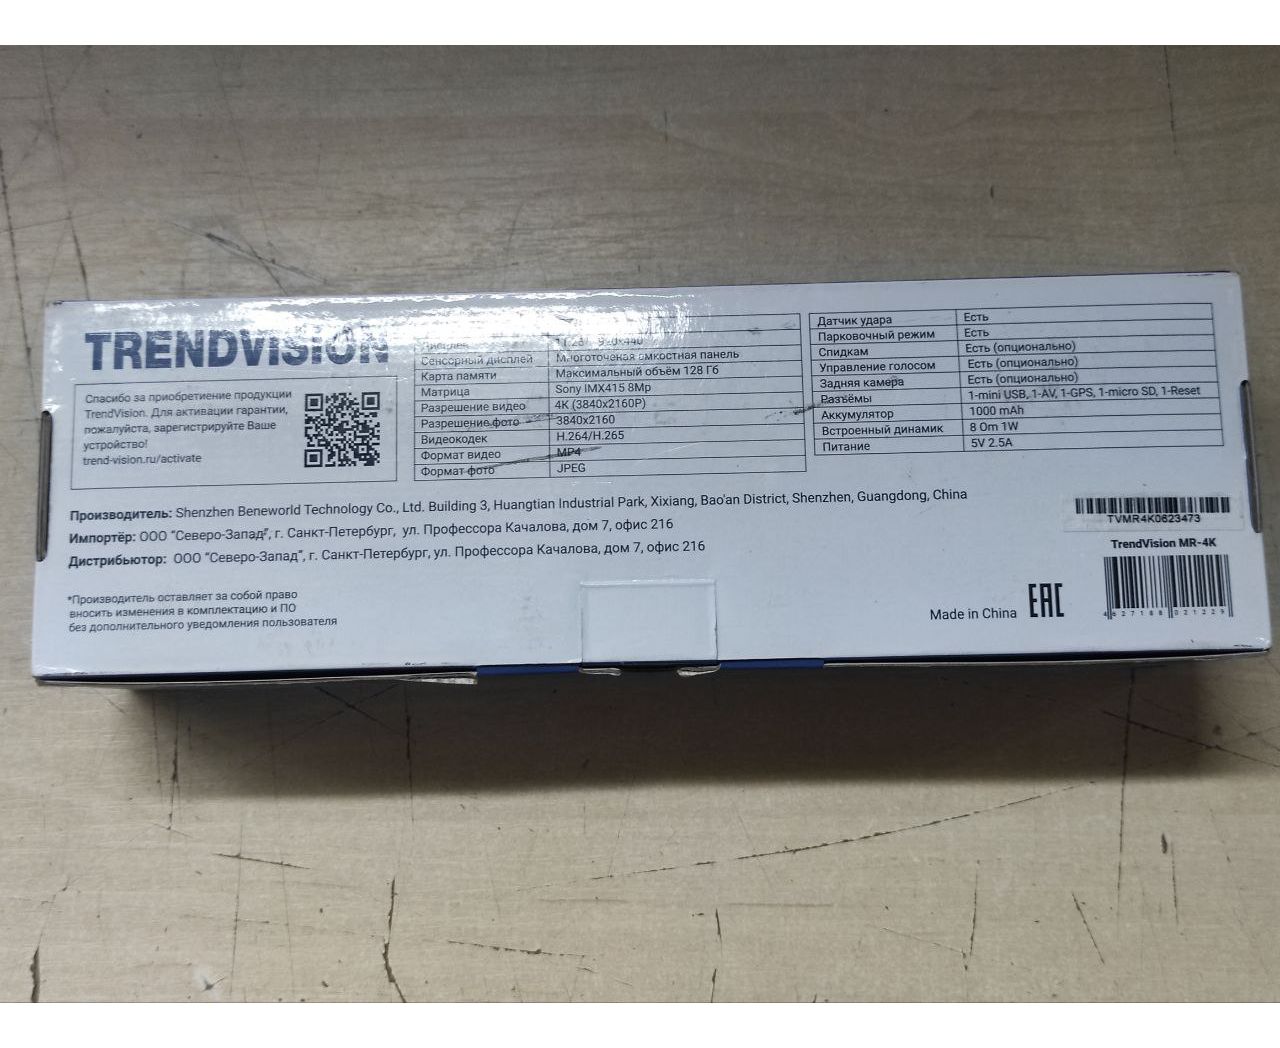 TRENDVISION
Спасибо за приобретение продукции
TrendVision. Для активации гарантии,
пожалуйста, зарегистрируйте Ваше
устройство!
trend-vision.ru/activate
Дисплей
Сенсорный дисплей Многоточечная емкостная панель
Карта памяти Максимальный объём 128 Гб
Матрица Sony IMX415 8Mp
Разрешение видео 4K (3840x2160P)
Разрешение фото 3840x2160
Видеокодек H.264/H.265
Формат видео MP4
Формат фото JPEG
Датчик удара Есть
Парковочный режим Есть
Спидкам Есть (опционально)
Управление голосом Есть (опционально)
Задняя камера Есть (опционально)
Разъёмы 1-mini USB, 1-AV, 1-GPS, 1-micro SD, 1-Reset
Аккумулятор 1000 mAh
Встроенный динамик 8 Om 1W
Питание 5V 2.5A
Производитель: Shenzhen Beneworld Technology Co., Ltd. Building 3, Huangtian Industrial Park, Xixiang, Bao'an District, Shenzhen, Guangdong, China
Импортёр: ООО “Северо-Запад”, г. Санкт-Петербург, ул. Профессора Качалова, дом 7, офис 216
Дистрибьютор: ООО “Северо-Запад”, г. Санкт-Петербург, ул. Профессора Качалова, дом 7, офис 216
*Производитель оставляет за собой право
вносить изменения в комплектацию и ПО
без дополнительного уведомления пользователя
TVMR4K0623473
TrendVision MR-4K
Made in China EAC
4 627188 021229